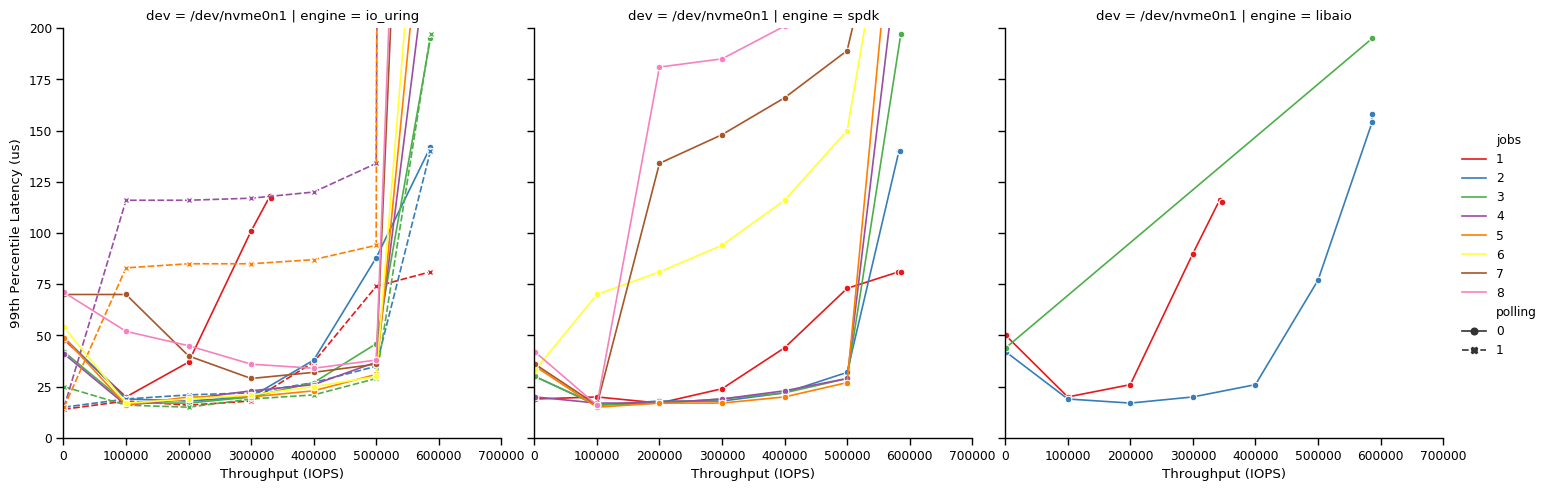 dev = /dev/nvme0n1 | engine = io_uring
dev = /dev/nvme0n1 | engine = spdk
dev = /dev/nvme0n1 | engine = libaio
200
175
150
125
100
75
50
25
0
99th Percentile Latency (us)
0 100000 200000 300000 400000 500000 600000 700000
0 100000 200000 300000 400000 500000 600000 700000
0 100000 200000 300000 400000 500000 600000 700000
Throughput (IOPS)
Throughput (IOPS)
Throughput (IOPS)
jobs
1
2
3
4
5
6
7
8
polling
0
1